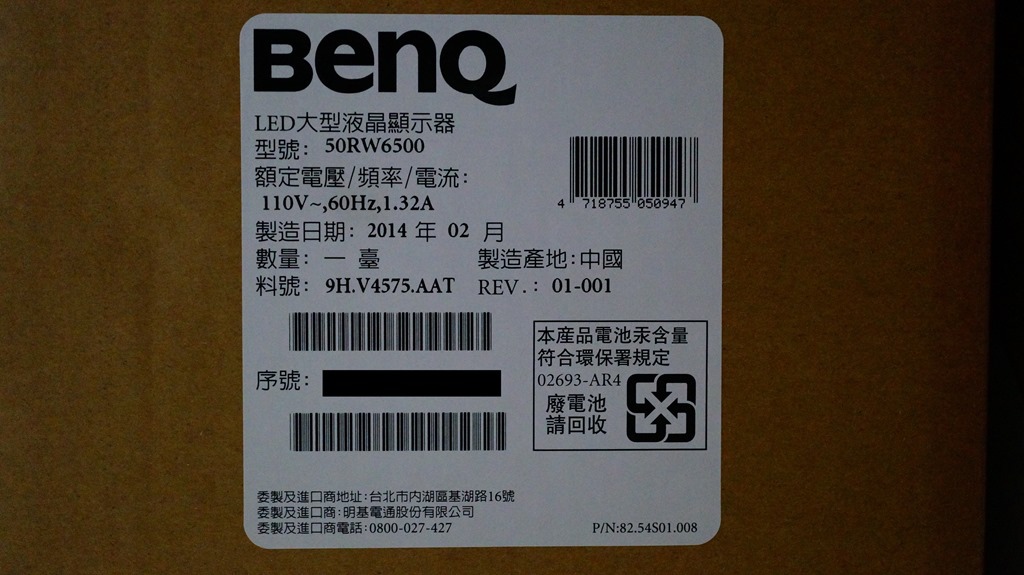 BenQ
LED大型液晶顯示器
型號: 50RW6500
額定電壓/頻率/電流:
110V~,60Hz,1.32A
4 718755 050947
製造日期: 2014 年 02 月
數量: 一 臺 製造產地:中國
料號: 9H.V4575.AAT REV.: 01-001
本產品電池汞含量
符合環保署規定
02693-AR4
廢電池
請回收
序號:
委製及進口商地址:台北市內湖區基湖路16號
委製及進口商:明基電通股份有限公司
委製及進口商電話:0800-027-427
P/N:82.54S01.008